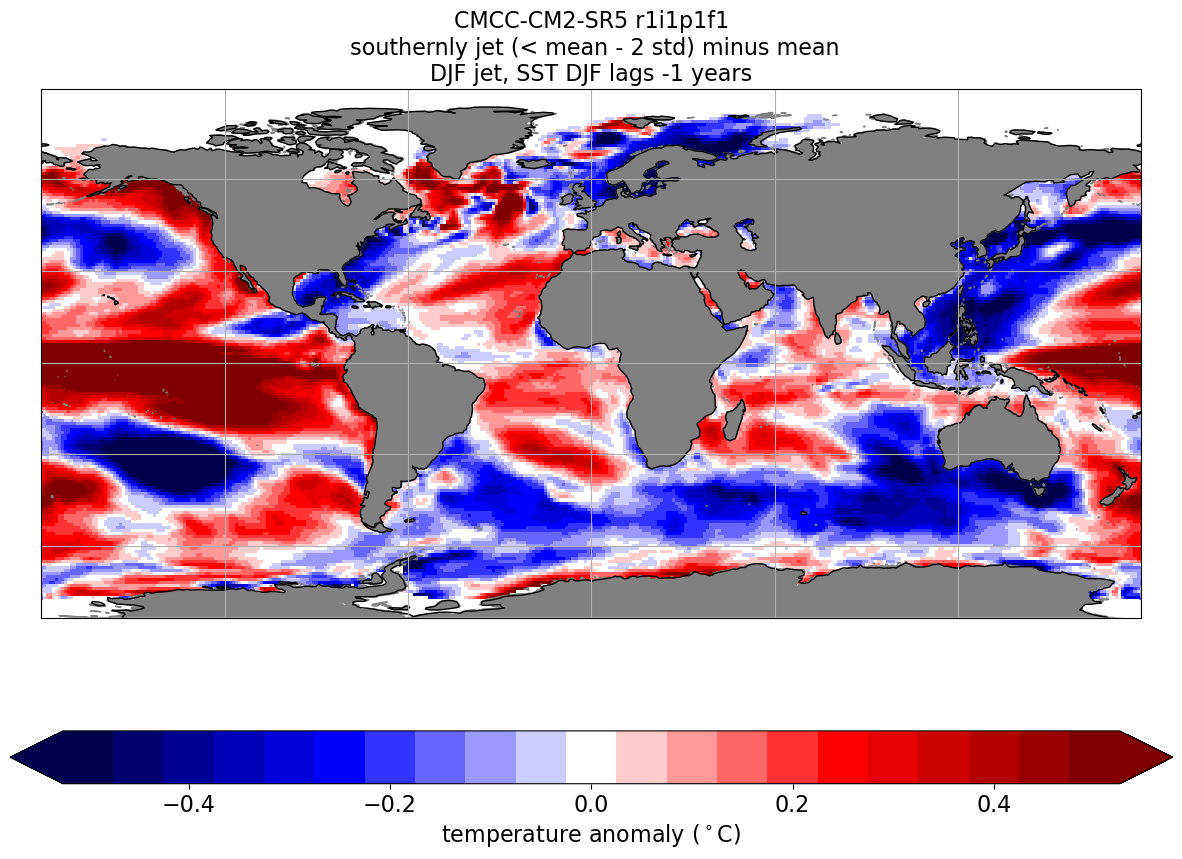 CMCC-CM2-SR5 r1i1p1f1
southernly jet (< mean - 2 std) minus mean
DJF jet, SST DJF lags -1 years
−0.4 −0.2 0.0 0.2 0.4
temperature anomaly (°C)